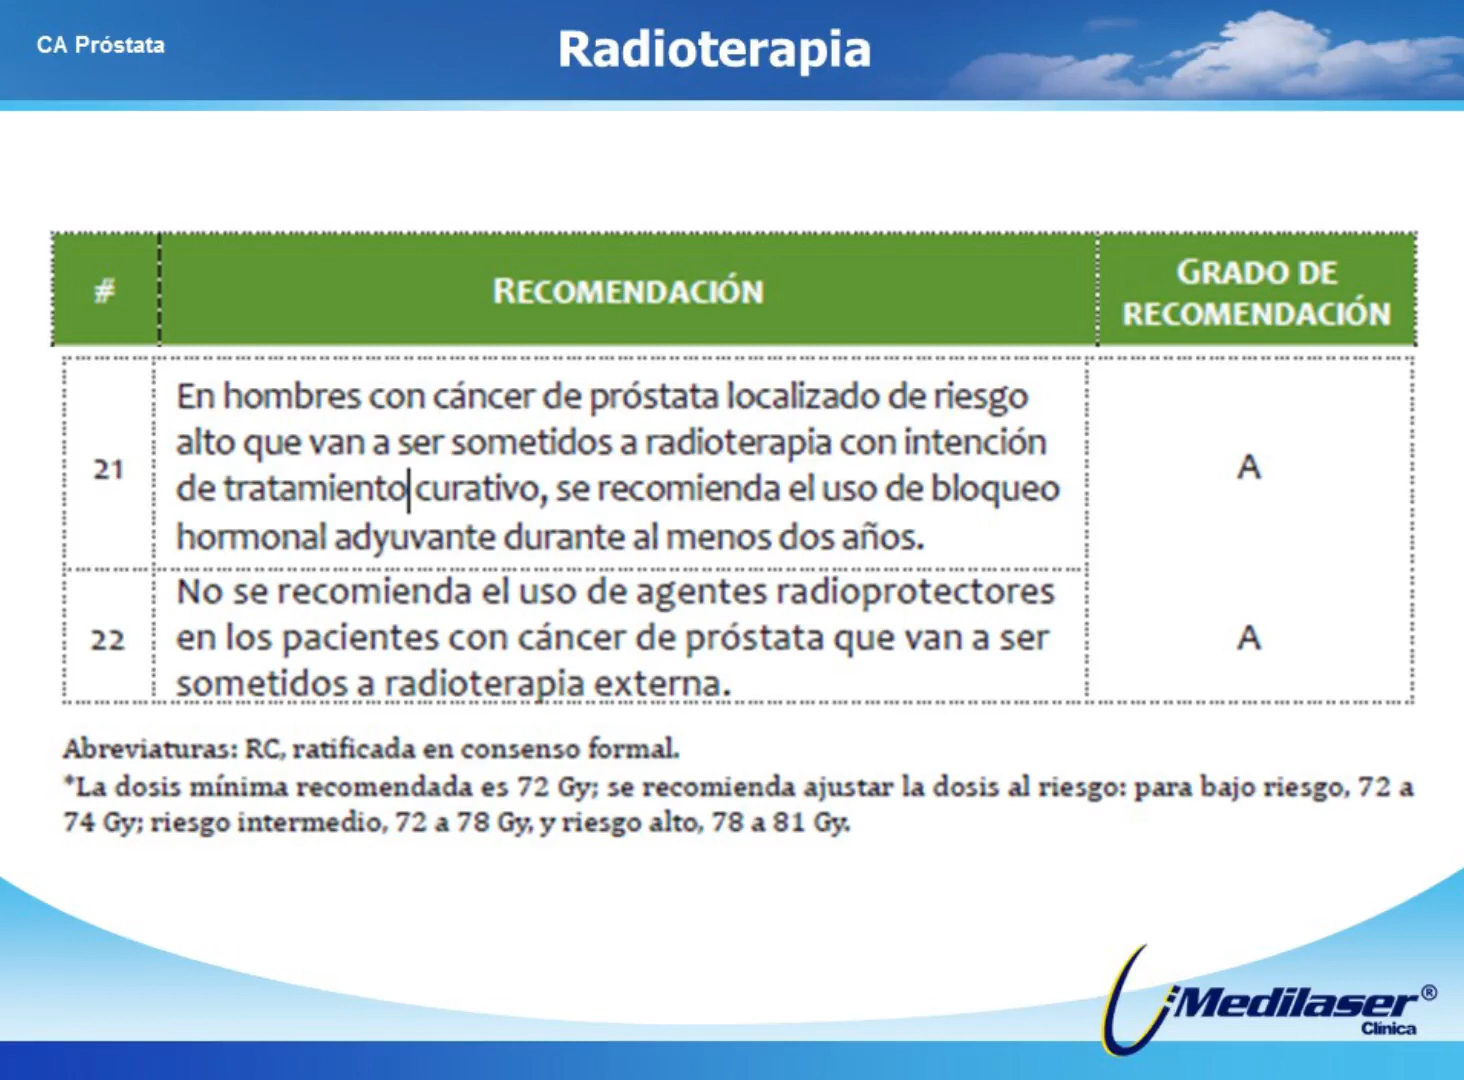 CA Próstata
Radioterapia
#
RECOMENDACIÓN
GRADO DE
RECOMENDACIÓN
21
En hombres con cáncer de próstata localizado de riesgo
alto que van a ser sometidos a radioterapia con intención
de tratamiento curativo, se recomienda el uso de bloqueo
hormonal adyuvante durante al menos dos años.
A
22
No se recomienda el uso de agentes radioprotectores
en los pacientes con cáncer de próstata que van a ser
sometidos a radioterapia externa.
A
Abreviaturas: RC, ratificada en consenso formal.
*La dosis mínima recomendada es 72 Gy; se recomienda ajustar la dosis al riesgo: para bajo riesgo, 72 a
74 Gy; riesgo intermedio, 72 a 78 Gy, y riesgo alto, 78 a 81 Gy.
Medilaser®
Clínica